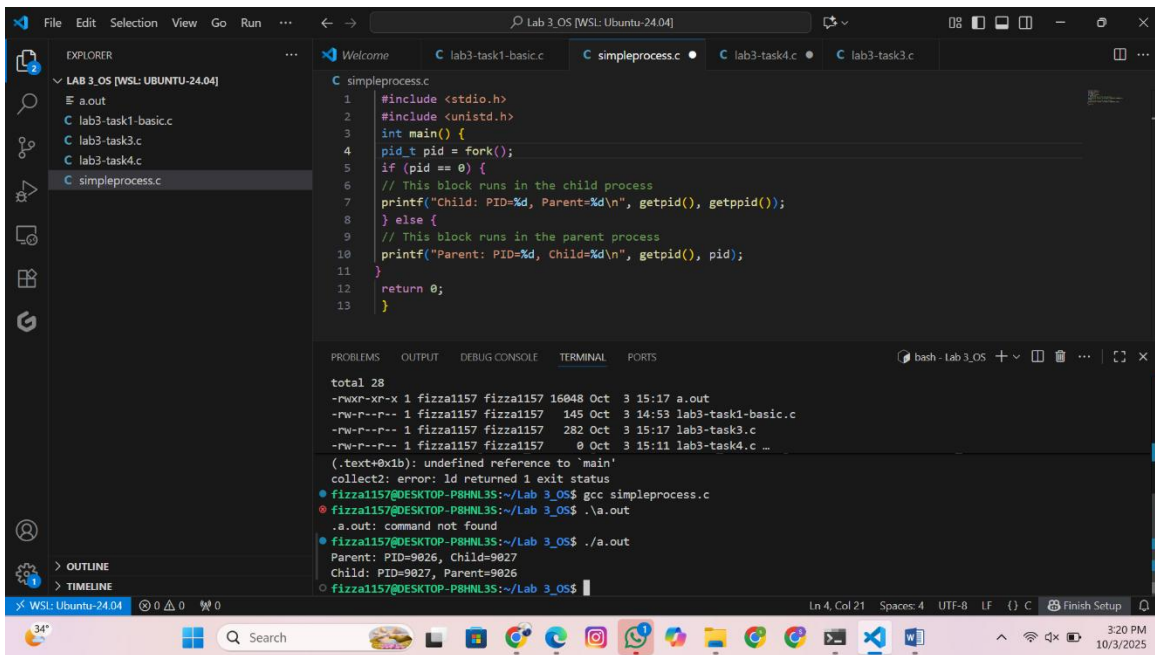 File Edit Selection View Go Run ··· Lab 3_OS [WSL: Ubuntu-24.04]
EXPLORER ···
LAB 3_OS [WSL: UBUNTU-24.04]
a.out
C lab3-task1-basic.c
C lab3-task3.c
C lab3-task4.c
C simpleprocess.c
OUTLINE
TIMELINE
2
1
Welcome C lab3-task1-basic.c C simpleprocess.c ● C lab3-task4.c ● C lab3-task3.c
C simpleprocess.c
1 #include <stdio.h>
2 #include <unistd.h>
3 int main() {
4 pid_t pid = fork();
5 if (pid == 0) {
6 // This block runs in the child process
7 printf("Child: PID=%d, Parent=%d\n", getpid(), getppid());
8 } else {
9 // This block runs in the parent process
10 printf("Parent: PID=%d, Child=%d\n", getpid(), pid);
11 }
12 return 0;
13 }
PROBLEMS OUTPUT DEBUG CONSOLE TERMINAL PORTS bash - Lab 3_OS
total 28
-rwxr-xr-x 1 fizza1157 fizza1157 16048 Oct  3 15:17 a.out
-rw-r--r-- 1 fizza1157 fizza1157   145 Oct  3 14:53 lab3-task1-basic.c
-rw-r--r-- 1 fizza1157 fizza1157   282 Oct  3 15:17 lab3-task3.c
-rw-r--r-- 1 fizza1157 fizza1157     0 Oct  3 15:11 lab3-task4.c …
(.text+0x1b): undefined reference to `main'
collect2: error: ld returned 1 exit status
fizza1157@DESKTOP-P8HNL3S:~/Lab 3_OS$ gcc simpleprocess.c
fizza1157@DESKTOP-P8HNL3S:~/Lab 3_OS$ .\a.out
.a.out: command not found
fizza1157@DESKTOP-P8HNL3S:~/Lab 3_OS$ ./a.out
Parent: PID=9026, Child=9027
Child: PID=9027, Parent=9026
fizza1157@DESKTOP-P8HNL3S:~/Lab 3_OS$
WSL: Ubuntu-24.04 0 0 0 Ln 4, Col 21 Spaces: 4 UTF-8 LF {} C Finish Setup
34° Search 3:20 PM
10/3/2025